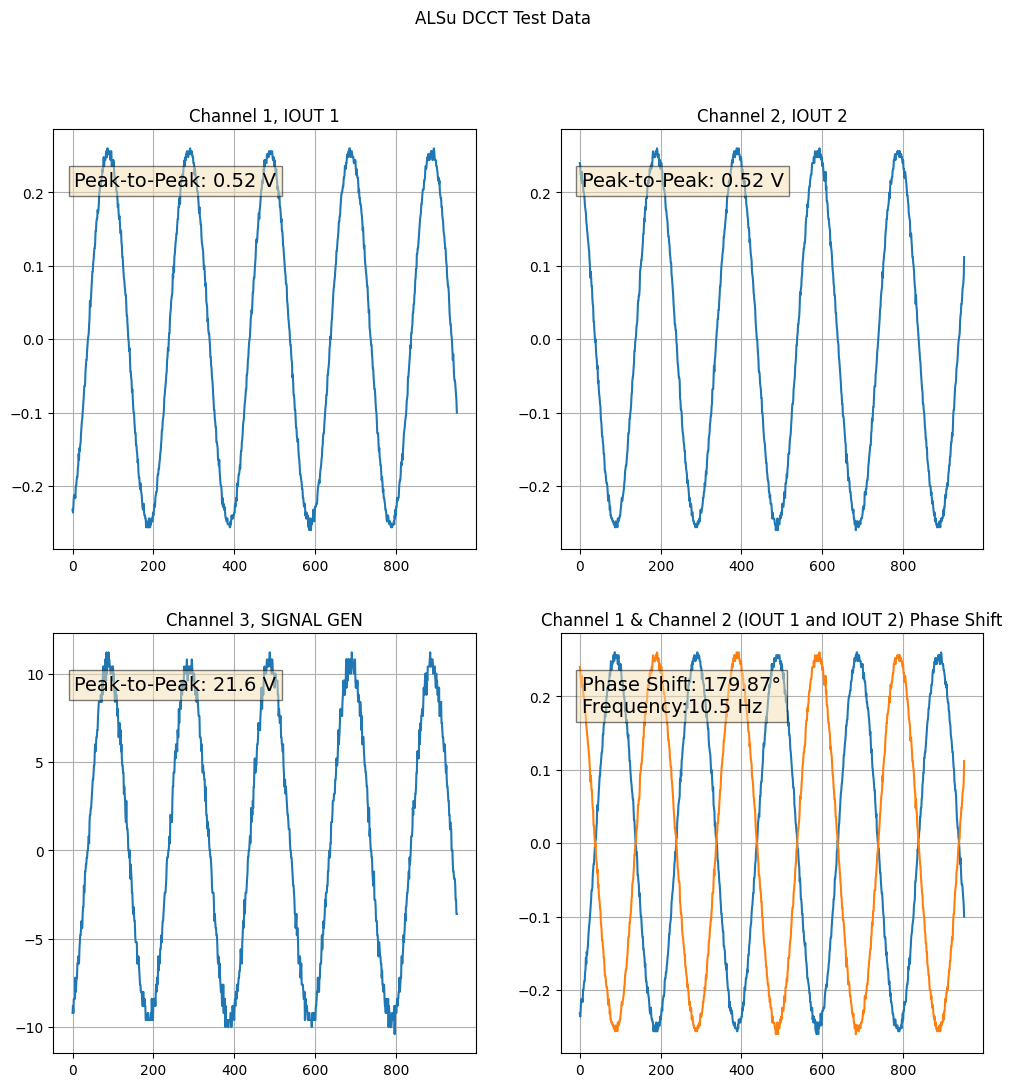 ALSu DCCT Test Data
Channel 1, IOUT 1
Peak-to-Peak: 0.52 V
0.2
0.1
0.0
−0.1
−0.2
0 200 400 600 800
Channel 2, IOUT 2
Peak-to-Peak: 0.52 V
0.2
0.1
0.0
−0.1
−0.2
0 200 400 600 800
Channel 3, SIGNAL GEN
Peak-to-Peak: 21.6 V
10
5
0
−5
−10
0 200 400 600 800
Channel 1 & Channel 2 (IOUT 1 and IOUT 2) Phase Shift
Phase Shift: 179.87°
Frequency:10.5 Hz
0.2
0.1
0.0
−0.1
−0.2
0 200 400 600 800